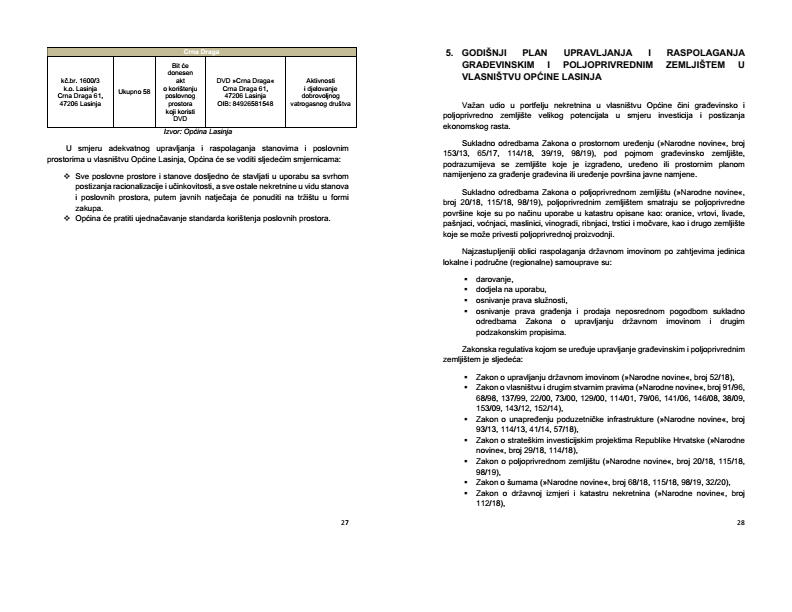 Crna Draga
kč.br. 1600/3
k.o. Lasinja
Crna Draga 61,
47206 Lasinja
Ukupno 58
Bit će
donesen
akt
o korištenju
poslovnog
prostora
koji koristi
DVD
DVD »Crna Draga«
Crna Draga 61,
47206 Lasinja
OIB: 84926581548
Aktivnosti
i djelovanje
dobrovoljnog
vatrogasnog društva
Izvor: Općina Lasinja
U smjeru adekvatnog upravljanja i raspolaganja stanovima i poslovnim
prostorima u vlasništvu Općine Lasinja, Općina će se voditi sljedećim smjernicama:
❖ Sve poslovne prostore i stanove dosljedno će stavljati u uporabu sa svrhom
postizanja racionalizacije i učinkovitosti, a sve ostale nekretnine u vidu stanova
i poslovnih prostora, putem javnih natječaja će ponuditi na tržištu u formi
zakupa.
❖ Općina će pratiti ujednačavanje standarda korištenja poslovnih prostora.
27
5. GODIŠNJI PLAN UPRAVLJANJA I RASPOLAGANJA
GRAĐEVINSKIM I POLJOPRIVREDNIM ZEMLJIŠTEM U
VLASNIŠTVU OPĆINE LASINJA
Važan udio u portfelju nekretnina u vlasništvu Općine čini građevinsko i
poljoprivredno zemljište velikog potencijala u smjeru investicija i postizanja
ekonomskog rasta.
Sukladno odredbama Zakona o prostornom uređenju (»Narodne novine«, broj
153/13, 65/17, 114/18, 39/19, 98/19), pod pojmom građevinsko zemljište,
podrazumijeva se zemljište koje je izgrađeno, uređeno ili prostornim planom
namijenjeno za građenje građevina ili uređenje površina javne namjene.
Sukladno odredbama Zakona o poljoprivrednom zemljištu (»Narodne novine«,
broj 20/18, 115/18, 98/19), poljoprivrednim zemljištem smatraju se poljoprivredne
površine koje su po načinu uporabe u katastru opisane kao: oranice, vrtovi, livade,
pašnjaci, voćnjaci, maslinici, vinogradi, ribnjaci, trstici i močvare, kao i drugo zemljište
koje se može privesti poljoprivrednoj proizvodnji.
Najzastupljeniji oblici raspolaganja državnom imovinom po zahtjevima jedinica
lokalne i područne (regionalne) samouprave su:
▪ darovanje,
▪ dodjela na uporabu,
▪ osnivanje prava služnosti,
▪ osnivanje prava građenja i prodaja neposrednom pogodbom sukladno
odredbama Zakona o upravljanju državnom imovinom i drugim
podzakonskim propisima.
Zakonska regulativa kojom se uređuje upravljanje građevinskim i poljoprivrednim
zemljištem je sljedeća:
▪ Zakon o upravljanju državnom imovinom (»Narodne novine«, broj 52/18),
▪ Zakon o vlasništvu i drugim stvarnim pravima (»Narodne novine«, broj 91/96,
68/98, 137/99, 22/00, 73/00, 129/00, 114/01, 79/06, 141/06, 146/08, 38/09,
153/09, 143/12, 152/14),
▪ Zakon o unapređenju poduzetničke infrastrukture (»Narodne novine«, broj
93/13, 114/13, 41/14, 57/18),
▪ Zakon o strateškim investicijskim projektima Republike Hrvatske (»Narodne
novine«, broj 29/18, 114/18),
▪ Zakon o poljoprivrednom zemljištu (»Narodne novine«, broj 20/18, 115/18,
98/19),
▪ Zakon o šumama (»Narodne novine«, broj 68/18, 115/18, 98/19, 32/20),
▪ Zakon o državnoj izmjeri i katastru nekretnina (»Narodne novine«, broj
112/18),
28